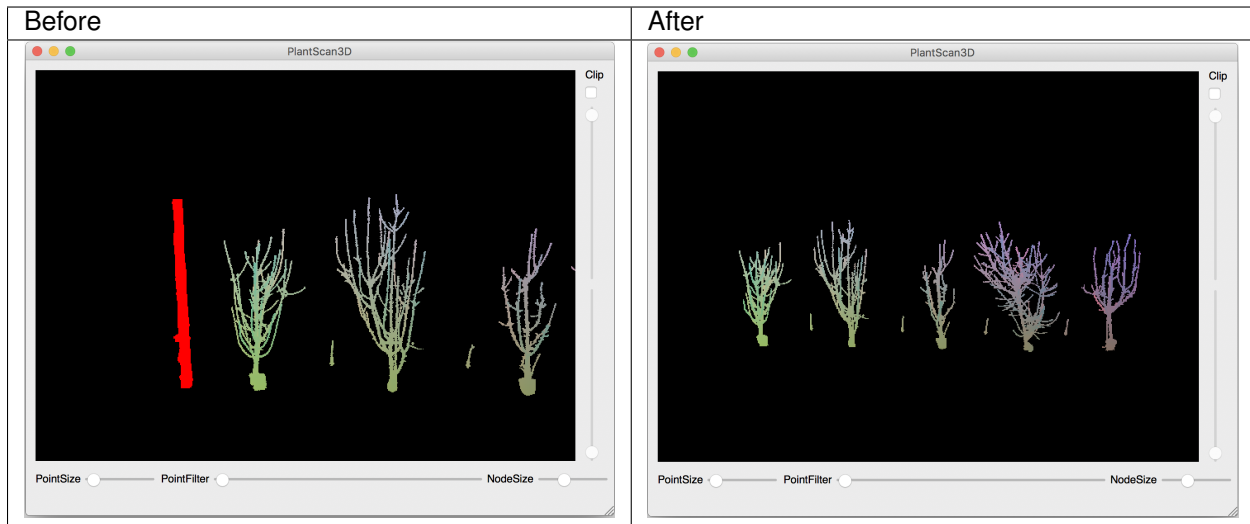 Before
After
PlantScan3D
Clip
PointSize
PointFilter
NodeSize
PlantScan3D
Clip
PointSize
PointFilter
NodeSize